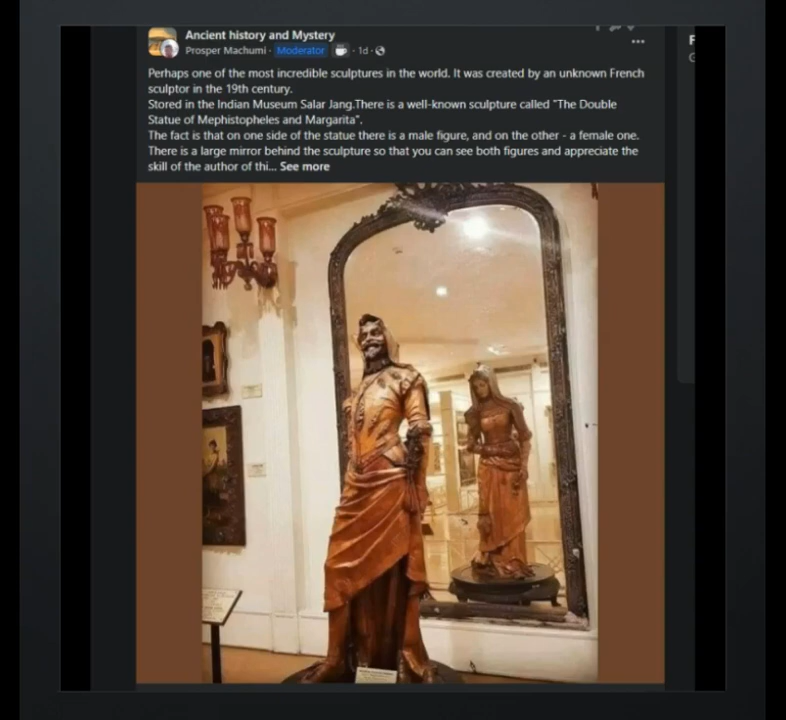 Ancient history and Mystery
Prosper Machumi · Moderator · 1d ·
Perhaps one of the most incredible sculptures in the world. It was created by an unknown French
sculptor in the 19th century.
Stored in the Indian Museum Salar Jang.There is a well-known sculpture called "The Double
Statue of Mephistopheles and Margarita".
The fact is that on one side of the statue there is a male figure, and on the other - a female one.
There is a large mirror behind the sculpture so that you can see both figures and appreciate the
skill of the author of thi... See more